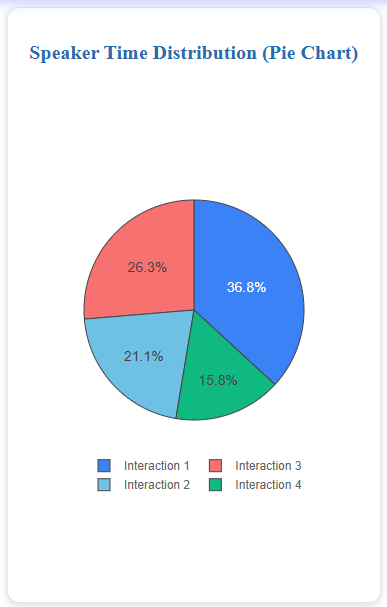 Speaker Time Distribution (Pie Chart)
26.3%
36.8%
21.1%
15.8%
Interaction 1
Interaction 3
Interaction 2
Interaction 4